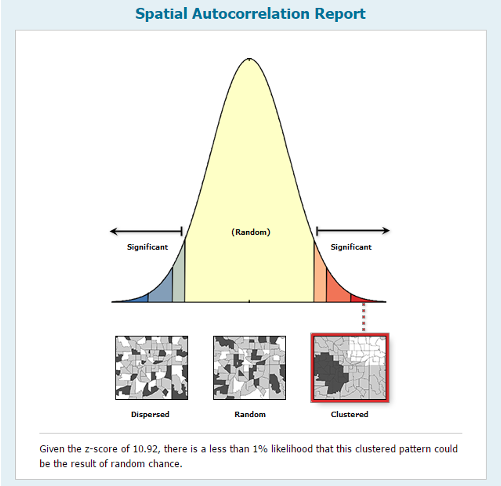 Spatial Autocorrelation Report
(Random)
Significant
Significant
Dispersed
Random
Clustered
Given the z-score of 10.92, there is a less than 1% likelihood that this clustered pattern could
be the result of random chance.